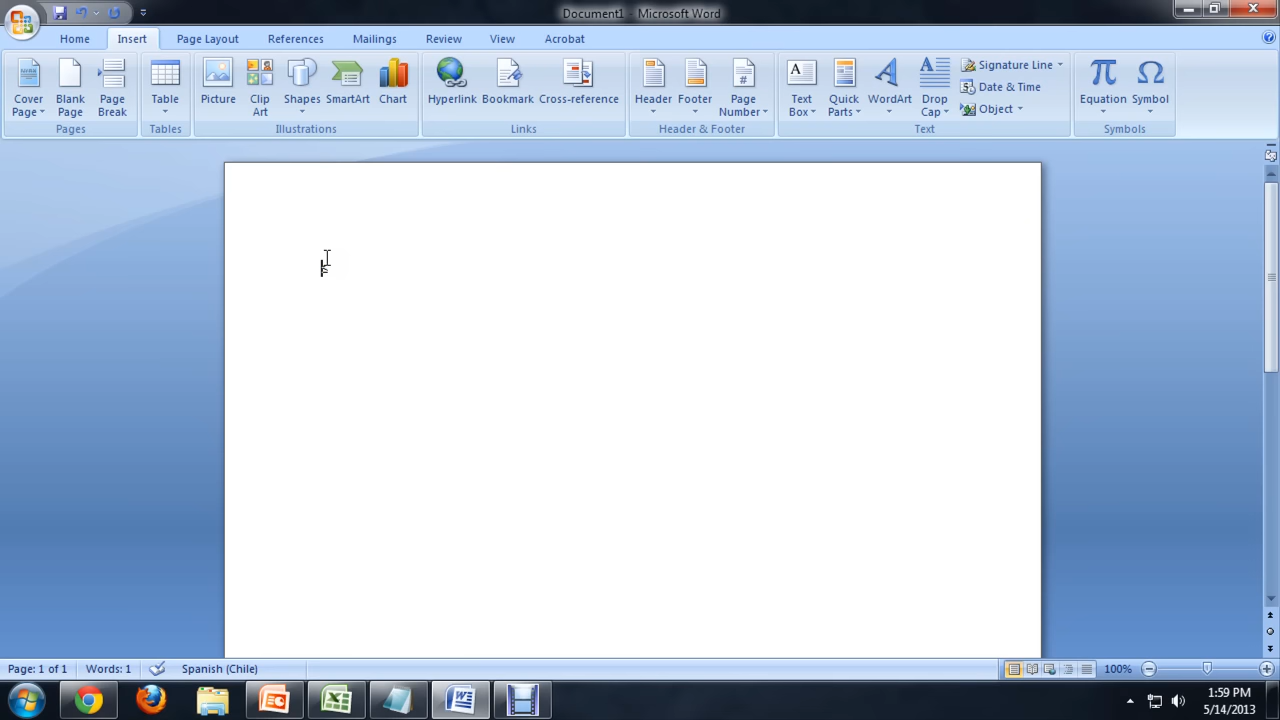 Document1 - Microsoft Word
Home Insert Page Layout References Mailings Review View Acrobat
Cover Page
Blank Page
Page Break
Table
Picture
Clip Art
Shapes
SmartArt
Chart
Hyperlink
Bookmark
Cross-reference
Header
Footer
Page Number
Text Box
Quick Parts
WordArt
Drop Cap
Signature Line
Date & Time
Object
Equation
Symbol
Pages Tables Illustrations Links Header & Footer Text Symbols
Page: 1 of 1 Words: 1 Spanish (Chile) 100%
1:59 PM
5/14/2013